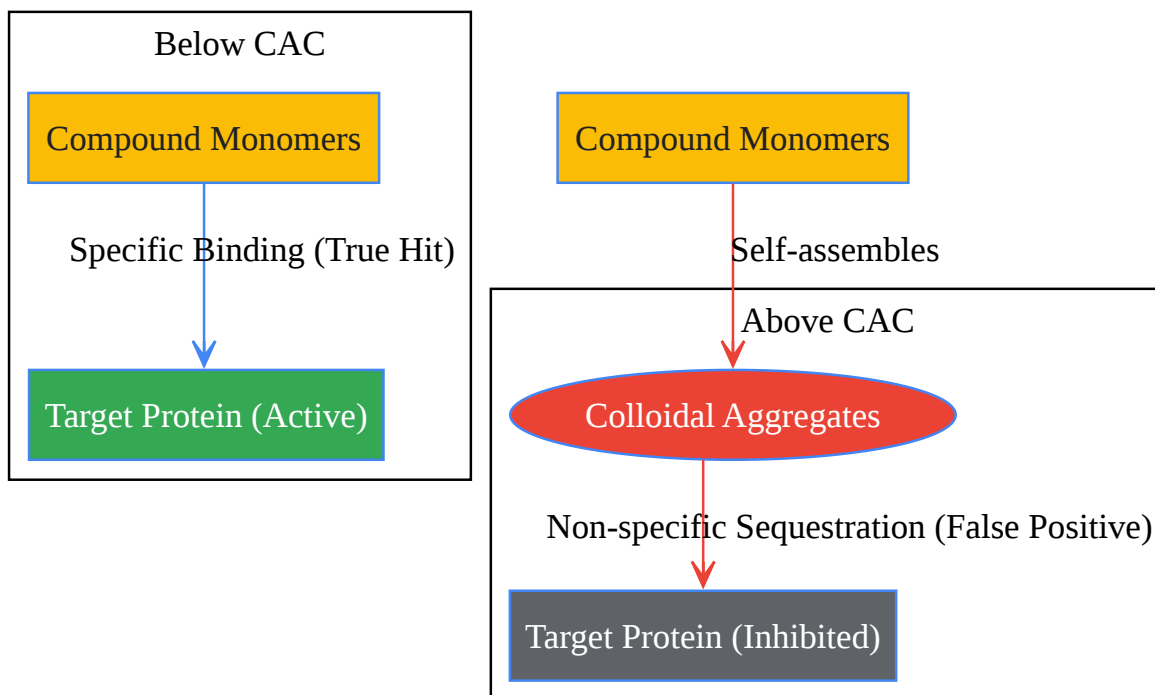 Below CAC
Compound Monomers
Specific Binding (True Hit)
Target Protein (Active)
Compound Monomers
Self-assembles
Above CAC
Colloidal Aggregates
Non-specific Sequestration (False Positive)
Target Protein (Inhibited)